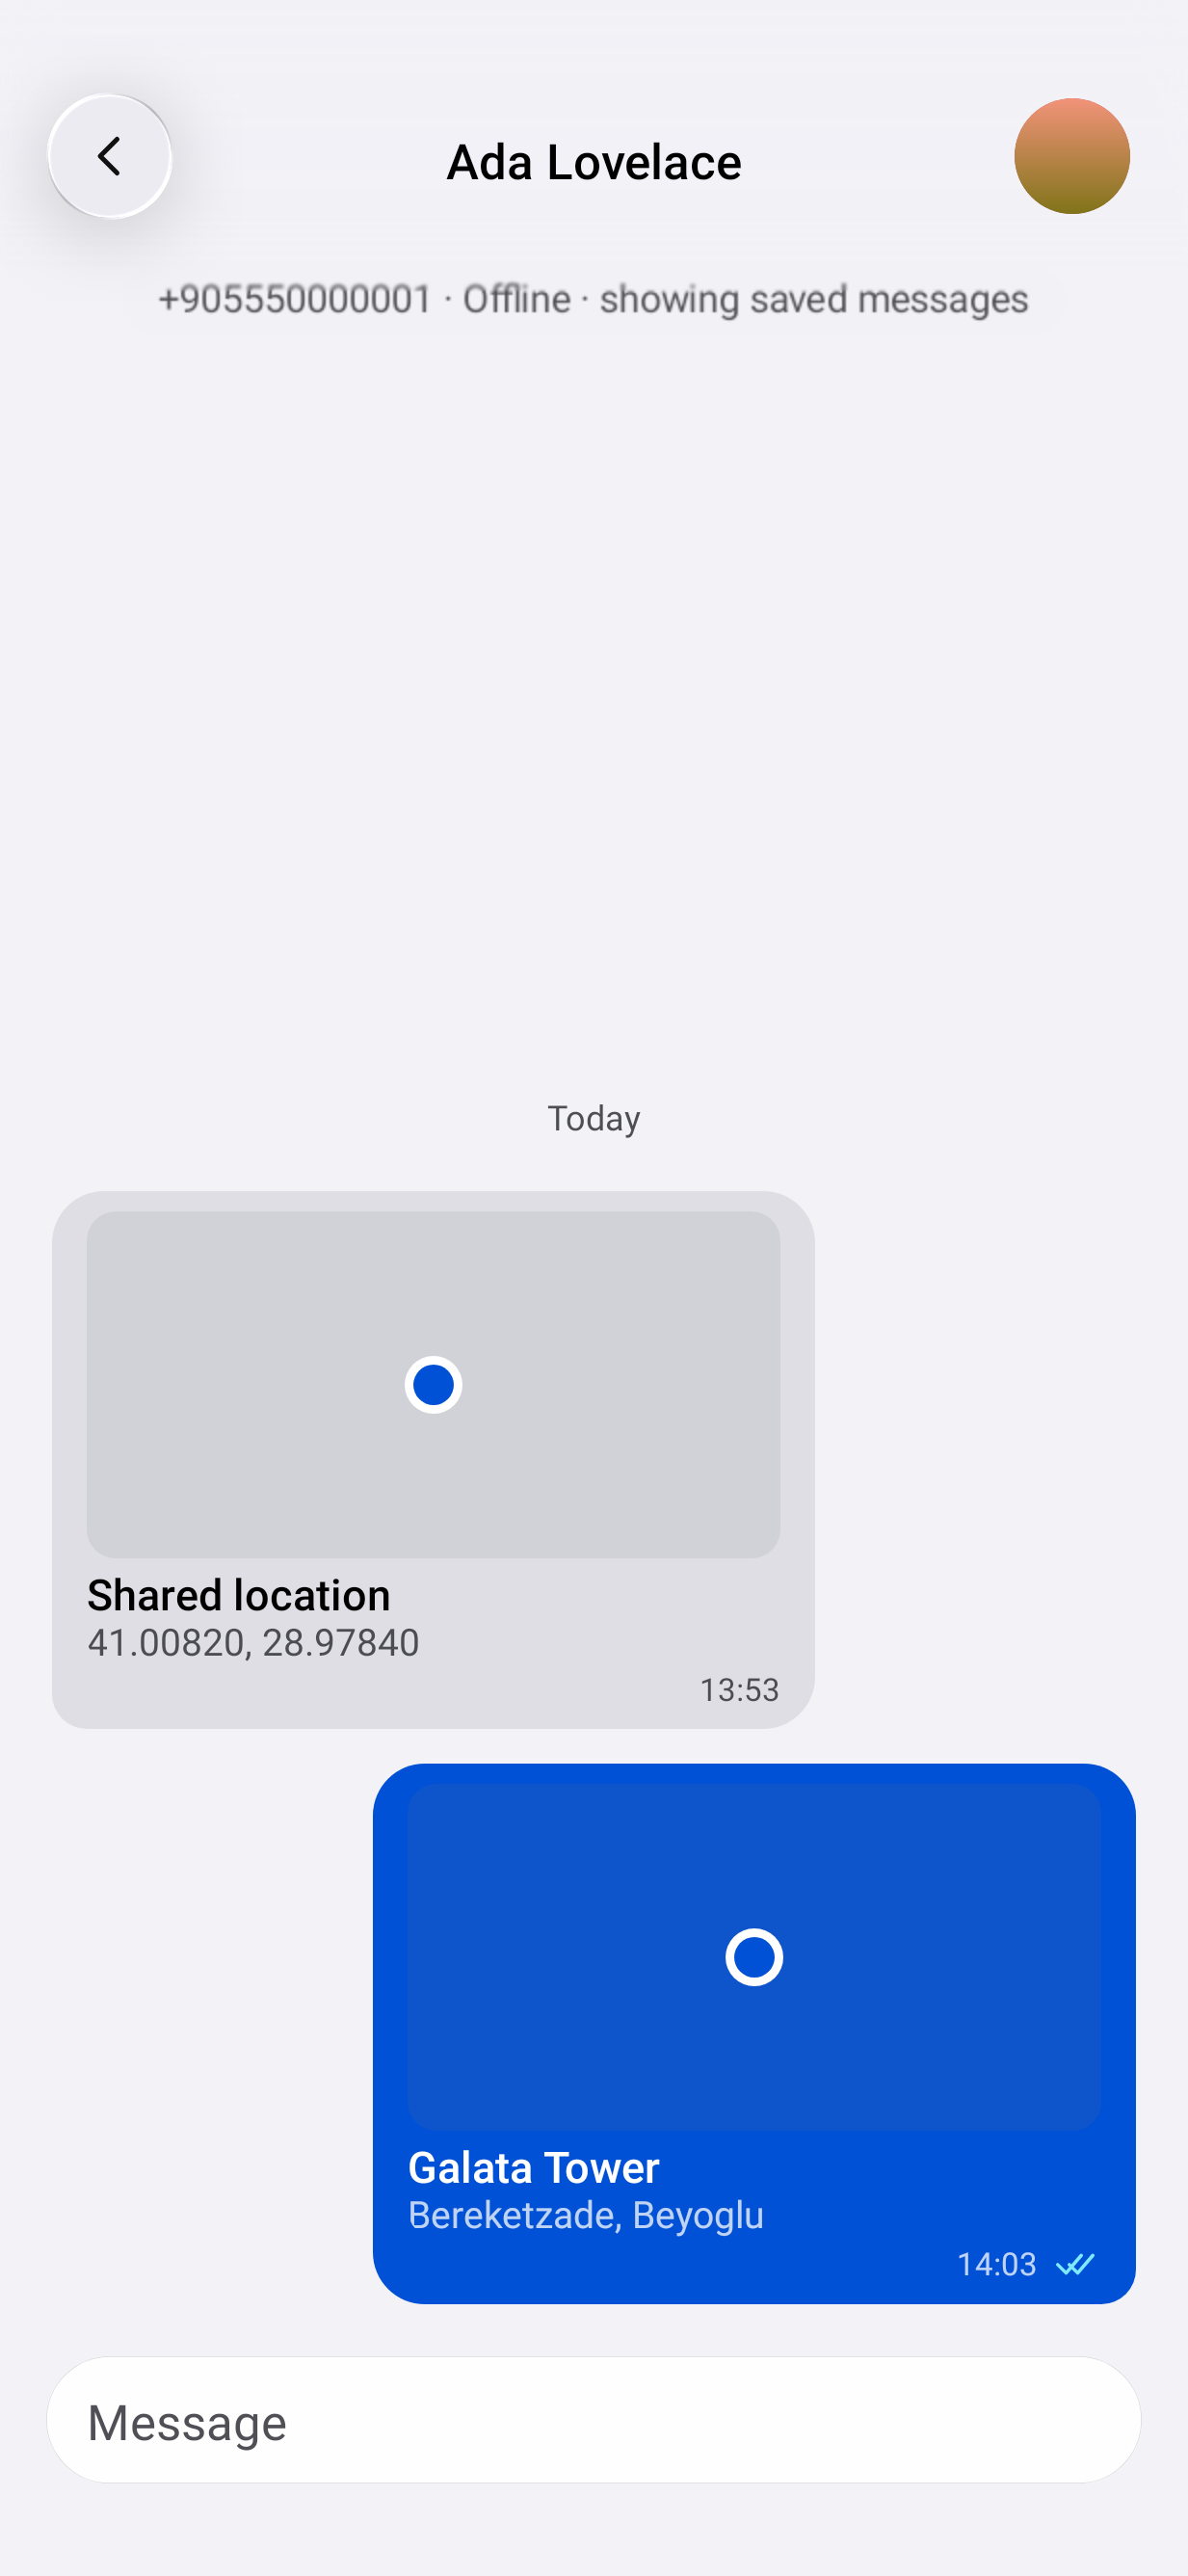 Ada Lovelace
+905550000001 · Offline · showing saved messages
Today
Shared location
41.00820, 28.97840
13:53
Galata Tower
Bereketzade, Beyoglu
14:03
Message